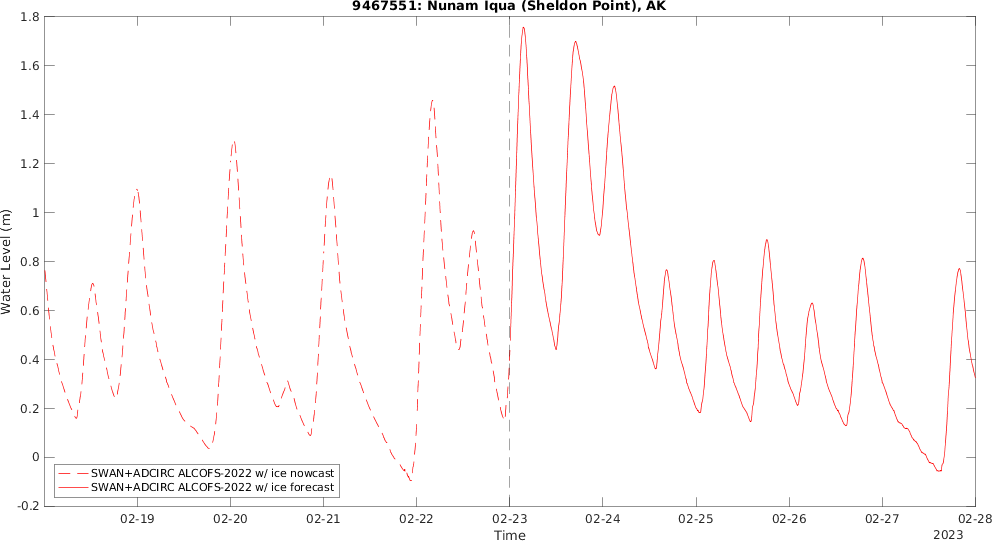 9467551: Nunam Iqua (Sheldon Point), AK
1.8
1.6
1.4
1.2
1
0.8
0.6
0.4
0.2
0
-0.2
Water Level (m)
SWAN+ADCIRC ALCOFS-2022 w/ ice nowcast
SWAN+ADCIRC ALCOFS-2022 w/ ice forecast
02-19 02-20 02-21 02-22 02-23 02-24 02-25 02-26 02-27 02-28
Time
2023